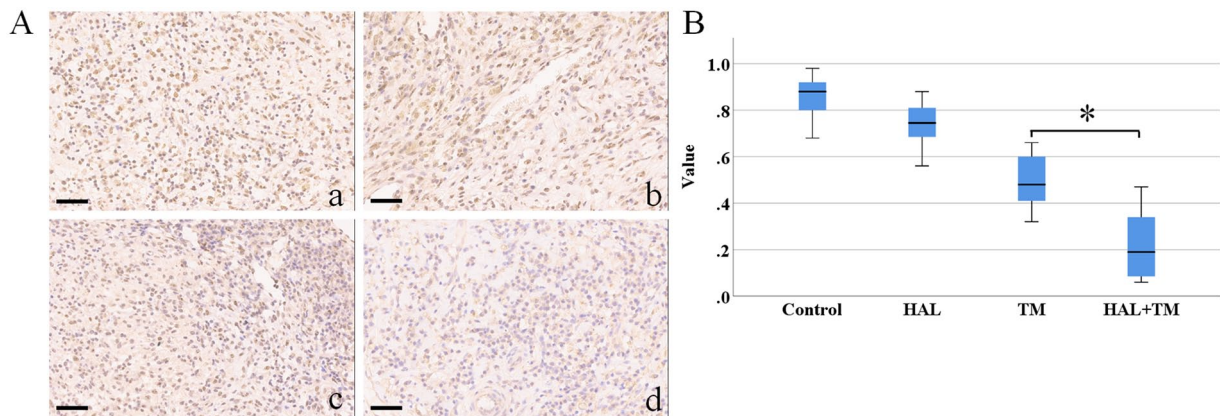 A
a
b
c
d
B
Value
1.0
.8
.6
.4
.2
.0
*
Control HAL TM HAL+TM